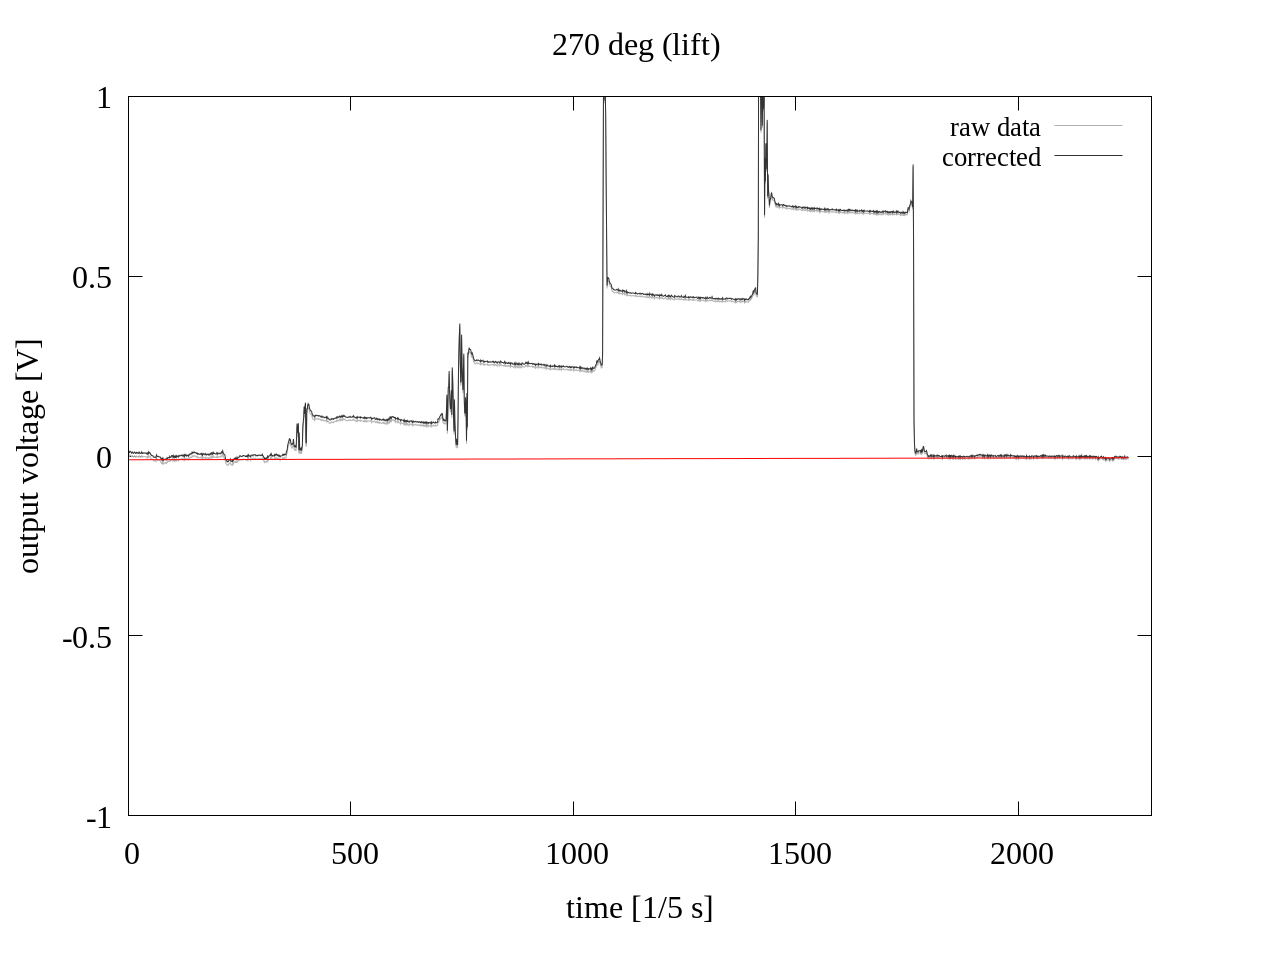 270 deg (lift)
1
0.5
0
-0.5
-1
raw data
corrected
output voltage [V]
0
500
1000
1500
2000
time [1/5 s]